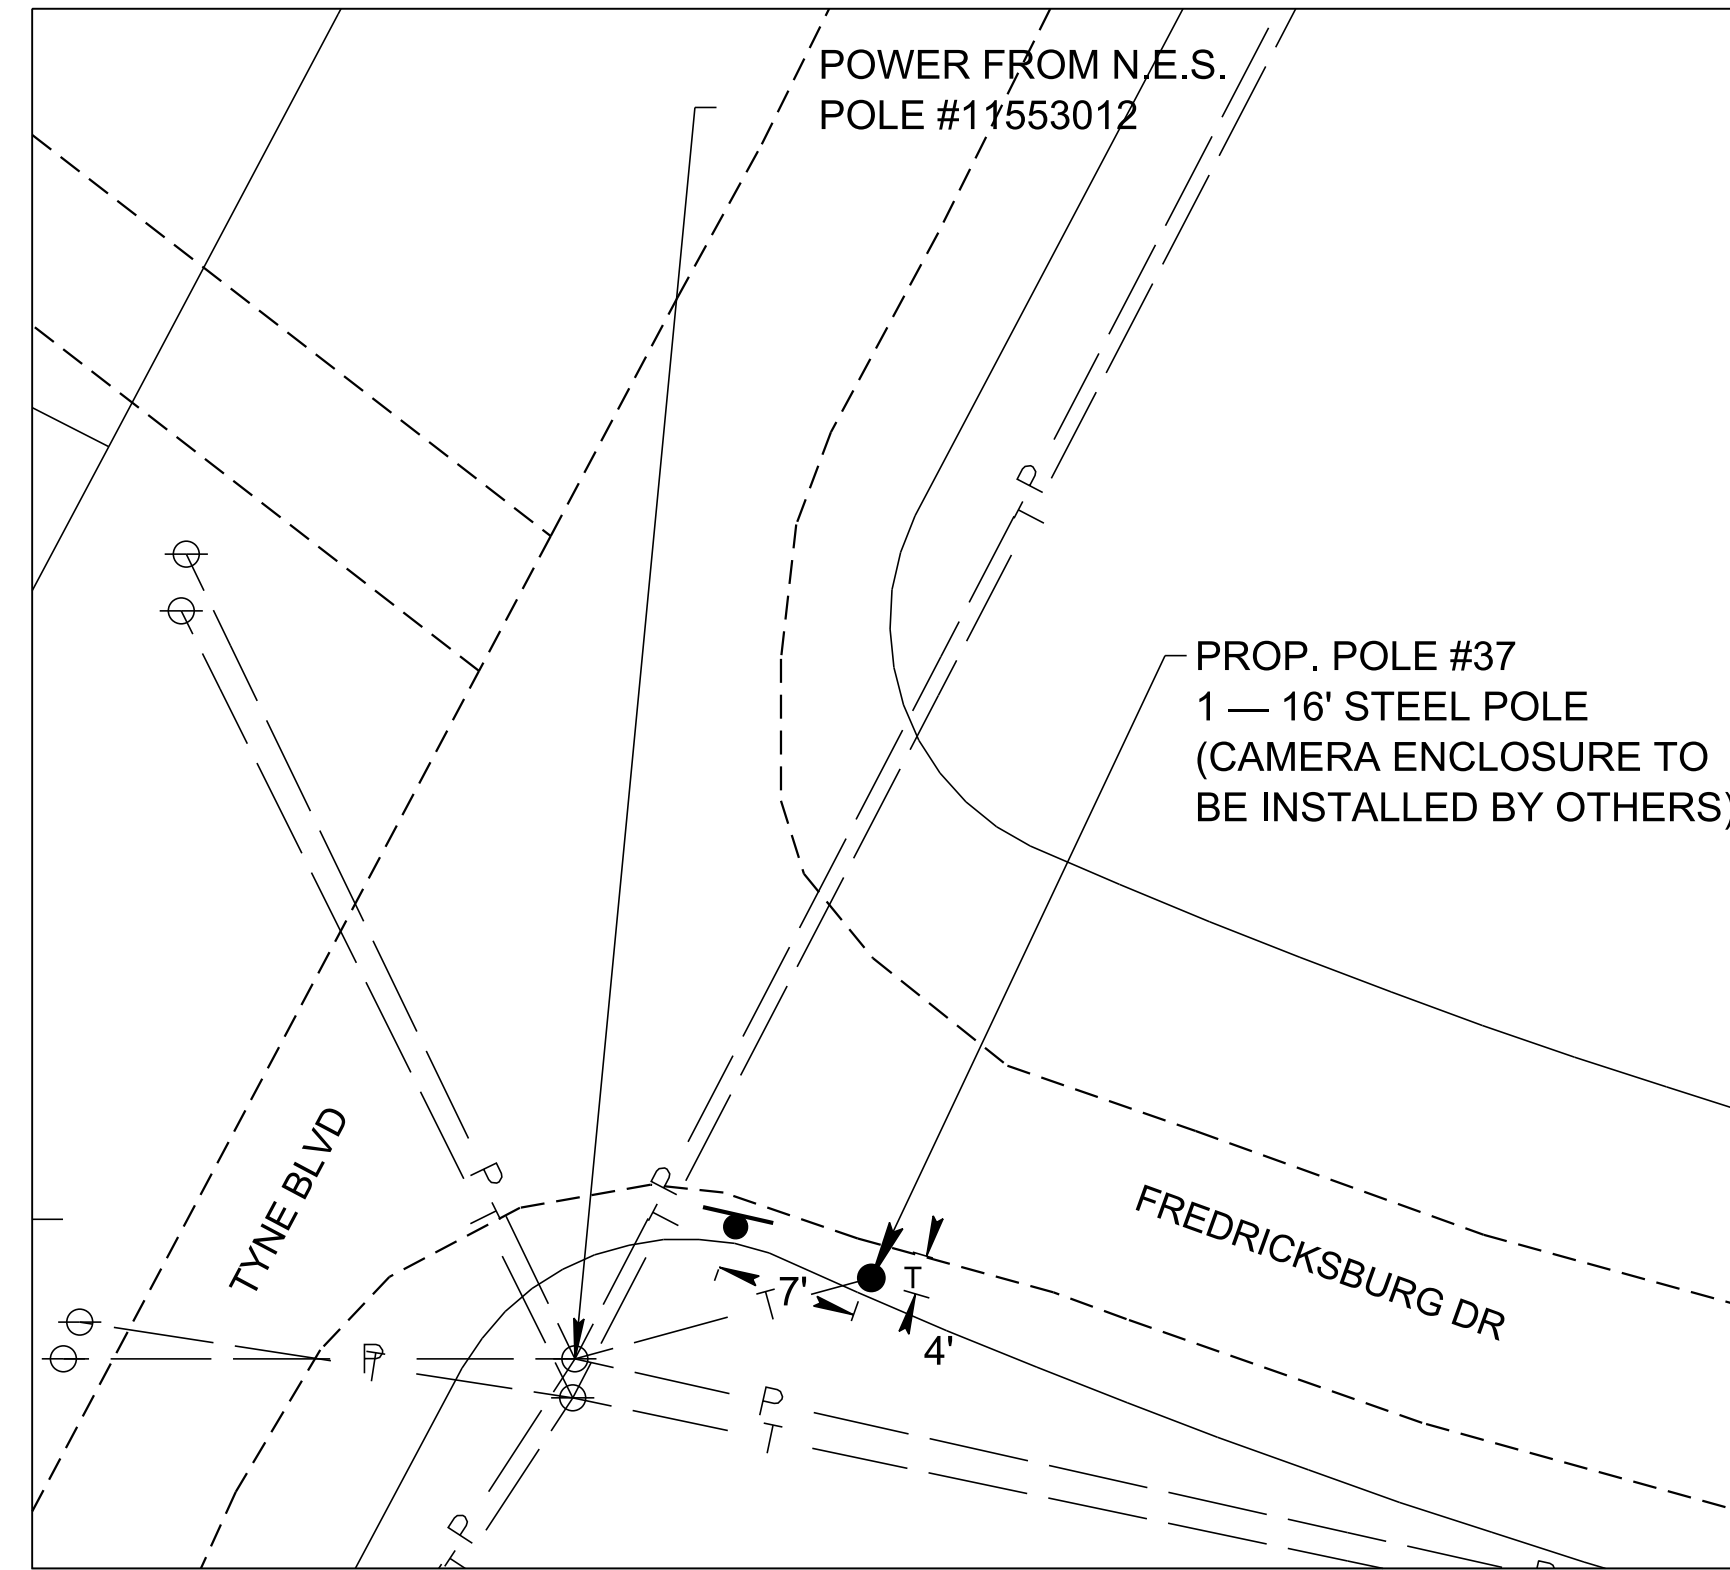 POWER FROM N.E.S.
POLE #11553012
PROP. POLE #37
1 — 16' STEEL POLE
(CAMERA ENCLOSURE TO
BE INSTALLED BY OTHERS)
T P
TYNE BLVD
P
T
P
T
FREDRICKSBURG DR
7'
T
T
4'
P
T
P
T
T P
P